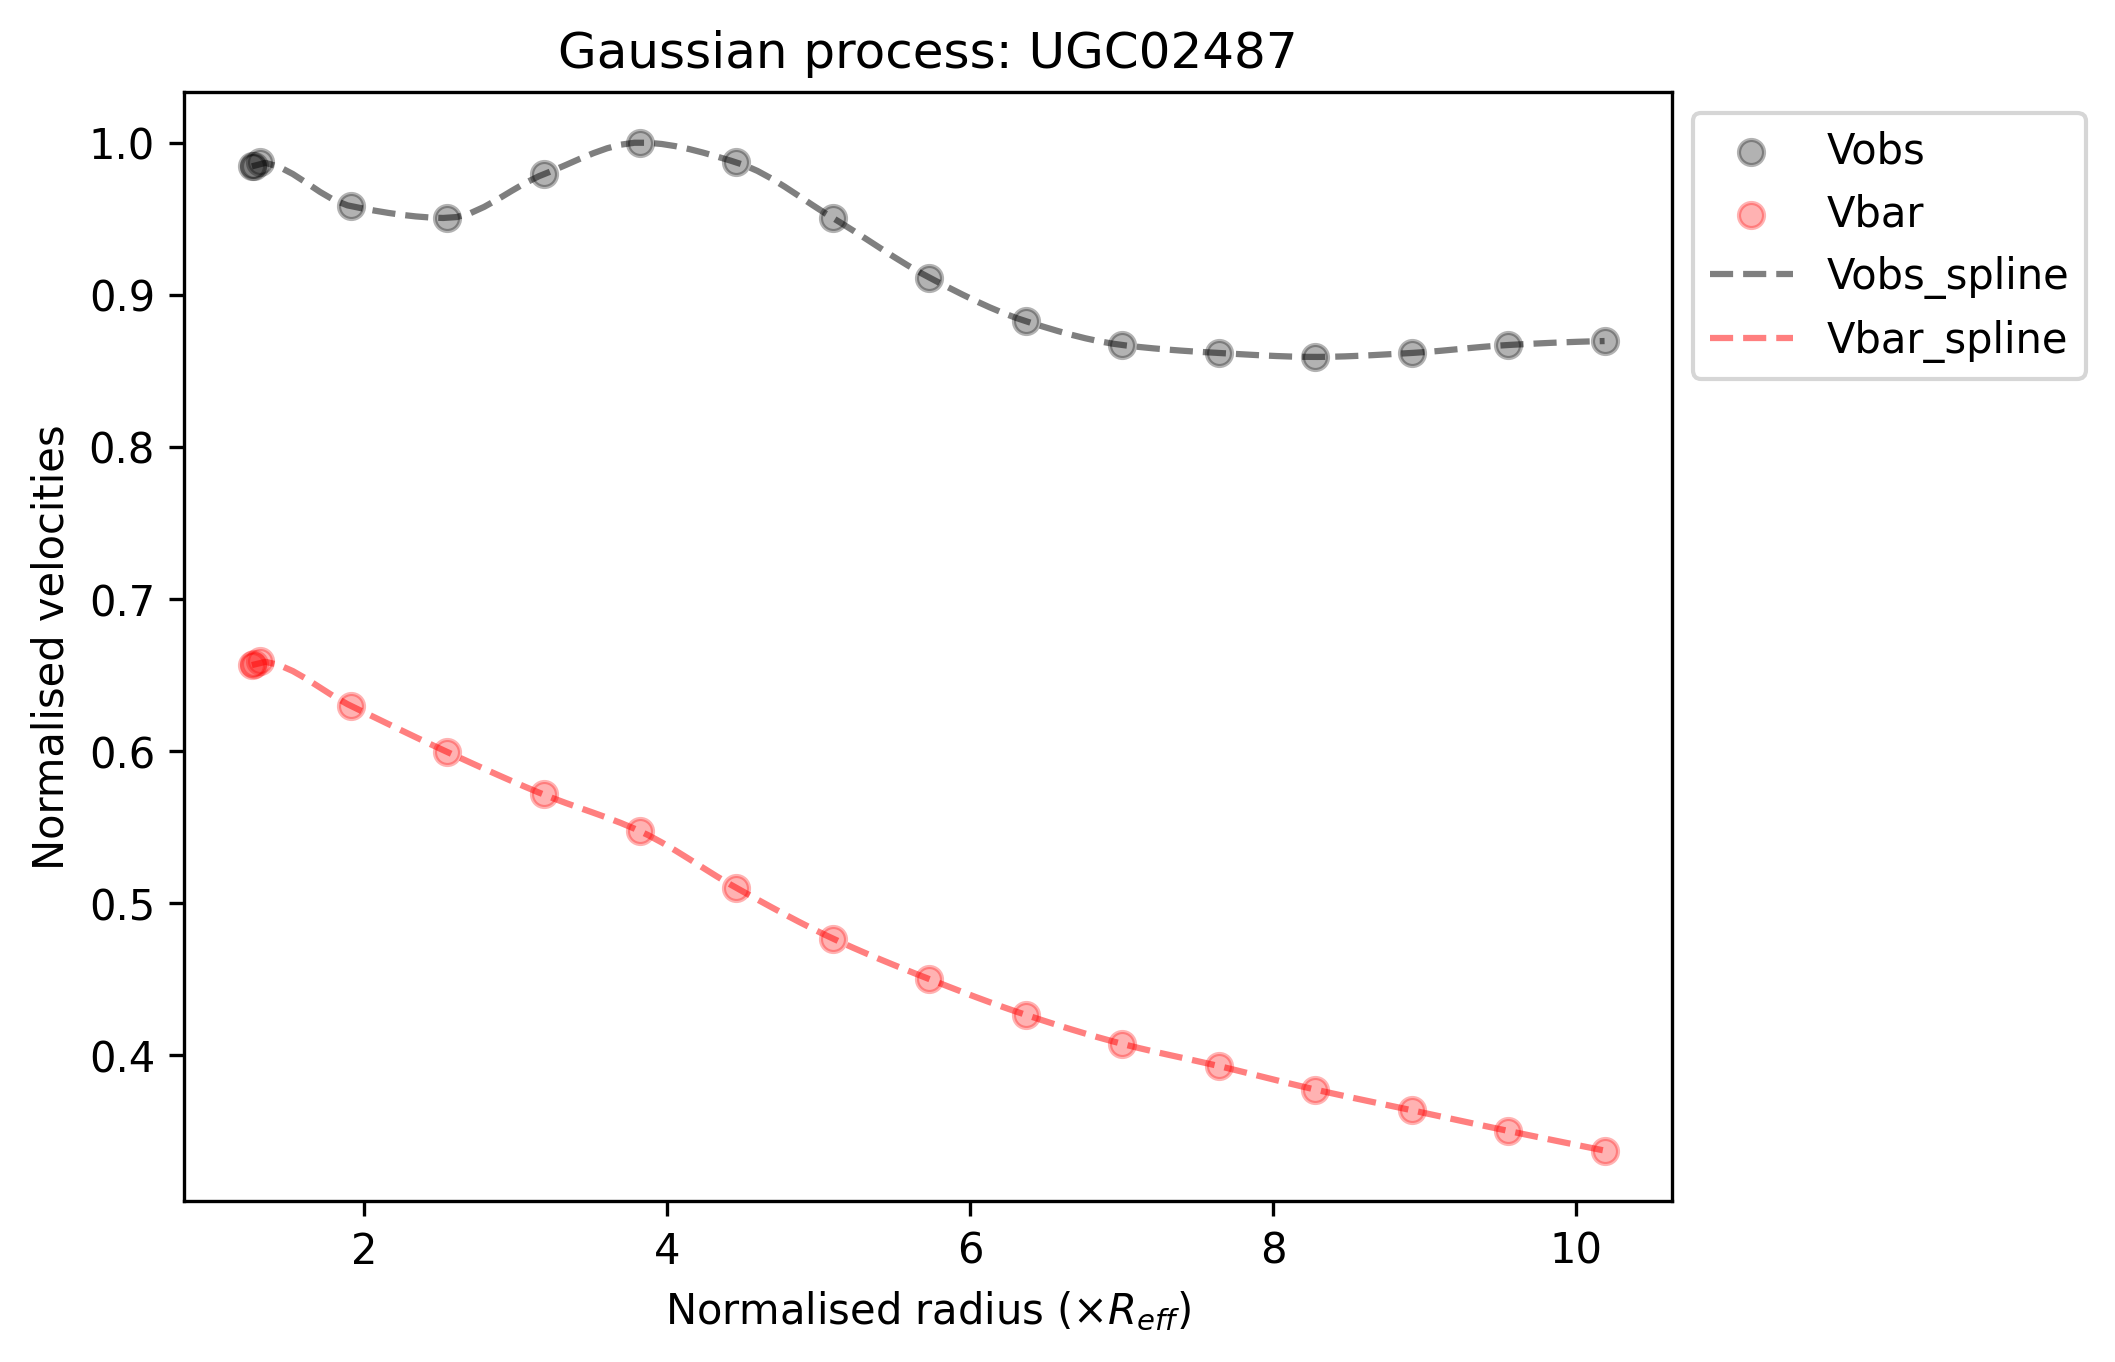 Gaussian process: UGC02487
1.0
0.9
0.8
0.7
0.6
0.5
0.4
Normalised velocities
2 4 6 8 10
Normalised radius (×R_eff)
Vobs
Vbar
Vobs_spline
Vbar_spline